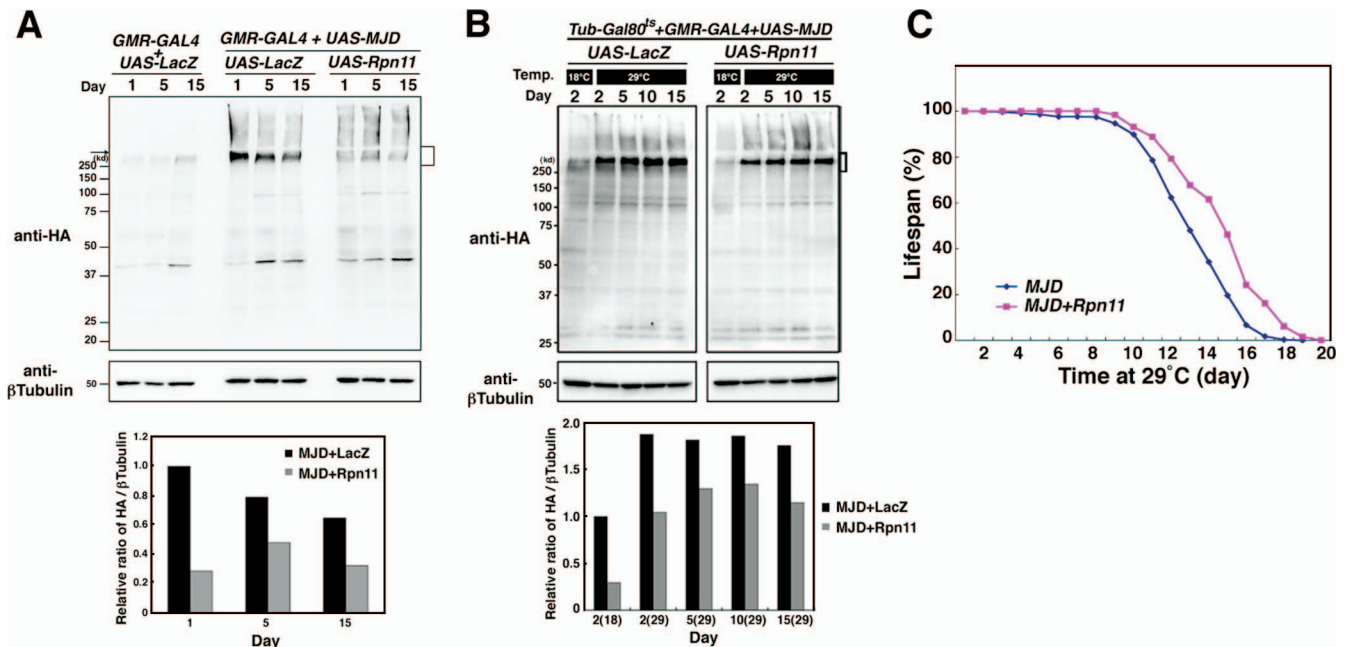 A
GMR-GAL4
+
UAS-LacZ
GMR-GAL4 + UAS-MJD
UAS-LacZ
UAS-Rpn11
Day 1 5 15 1 5 15 1 5 15
(kd)
250
150
100
75
50
37
25
20
anti-HA
anti-
βTubulin
50
Relative ratio of HA / βTubulin
1.2
1.0
0.8
0.6
0.4
0.2
0
MJD+LacZ
MJD+Rpn11
1 5 15
Day
B
Tub-Gal80ts+GMR-GAL4+UAS-MJD
UAS-LacZ UAS-Rpn11
Temp. 18°C 29°C 18°C 29°C
Day 2 2 5 10 15 2 2 5 10 15
(kd)
250
150
100
75
50
37
25
anti-HA
anti-
βTubulin
50
Relative ratio of HA / βTubulin
2.0
1.5
1.0
0.5
0
MJD+LacZ
MJD+Rpn11
2(18) 2(29) 5(29) 10(29) 15(29)
Day
C
Lifespan (%)
100
80
60
40
20
0
MJD
MJD+Rpn11
2 4 6 8 10 12 14 16 18 20
Time at 29°C (day)